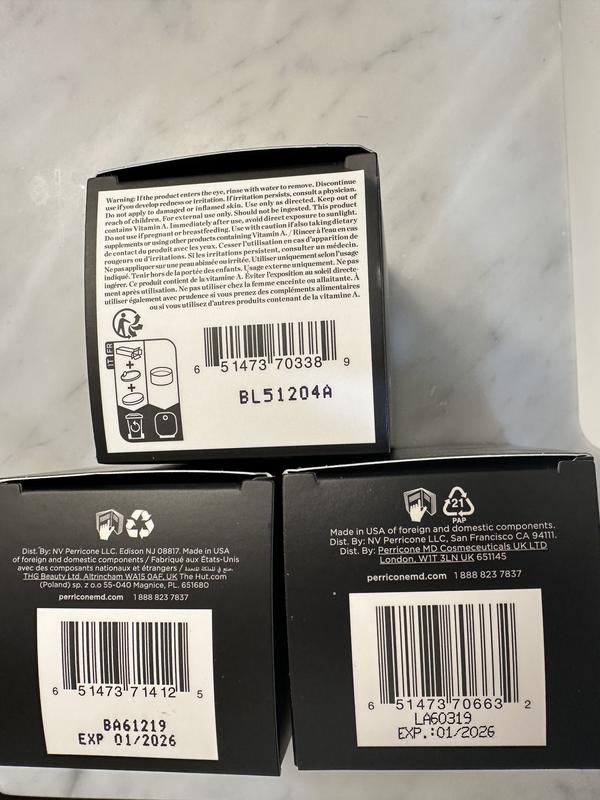 Warning: If the product enters the eye, rinse with water to remove. Discontinue
use if you develop redness or irritation. If irritation persists, consult a physician.
Do not apply to damaged or inflamed skin. Use only as directed. Keep out of
reach of children. For external use only. Should not be ingested. This product
contains Vitamin A. Immediately after use, avoid direct exposure to sunlight.
Do not use if pregnant or breastfeeding. Use with caution if also taking dietary
supplements or using other products containing Vitamin A. / Rincer à l'eau en cas
de contact du produit avec les yeux. Cesser l'utilisation en cas d'apparition de
rougeurs ou d'irritations. Si les irritations persistent, consulter un médecin.
Ne pas appliquer sur une peau abimée ou irritée. Utiliser uniquement selon l'usage
indiqué. Tenir hors de la portée des enfants. Usage externe uniquement. Ne pas
ingérer. Ce produit contient de la vitamine A. Éviter l'exposition au soleil directe-
ment après utilisation. Ne pas utiliser chez la femme enceinte ou allaitante. À
utiliser également avec prudence si vous prenez des compléments alimentaires
ou si vous utilisez d'autres produits contenant de la vitamine A.
IT FR
6 51473 70338 9
BL51204A
Dist. By: NV Perricone LLC. Edison NJ 08817. Made in USA
of foreign and domestic components / Fabriqué aux États-Unis
avec des composants nationaux et étrangers /
THG Beauty Ltd. Altrincham WA15 0AF, UK The Hut.com
(Poland) sp. z o.o 55-040 Magnice, PL. 651680
perriconemd.com 1 888 823 7837
6 51473 71412 5
BA61219
EXP 01/2026
21
PAP
Made in USA of foreign and domestic components.
Dist. By: NV Perricone LLC, San Francisco CA 94111.
Dist. By: Perricone MD Cosmeceuticals UK LTD
London, W1T 3LN UK 651145
perriconemd.com 1 888 823 7837
6 51473 70663 2
LA60319
EXP.:01/2026